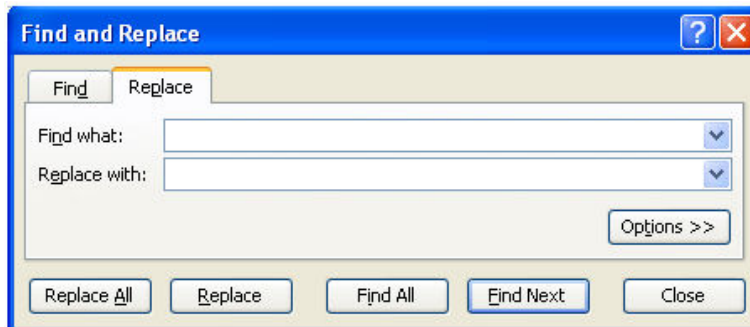 Find and Replace
Find Replace
Find what:
Replace with:
Options >>
Replace All Replace Find All Find Next Close